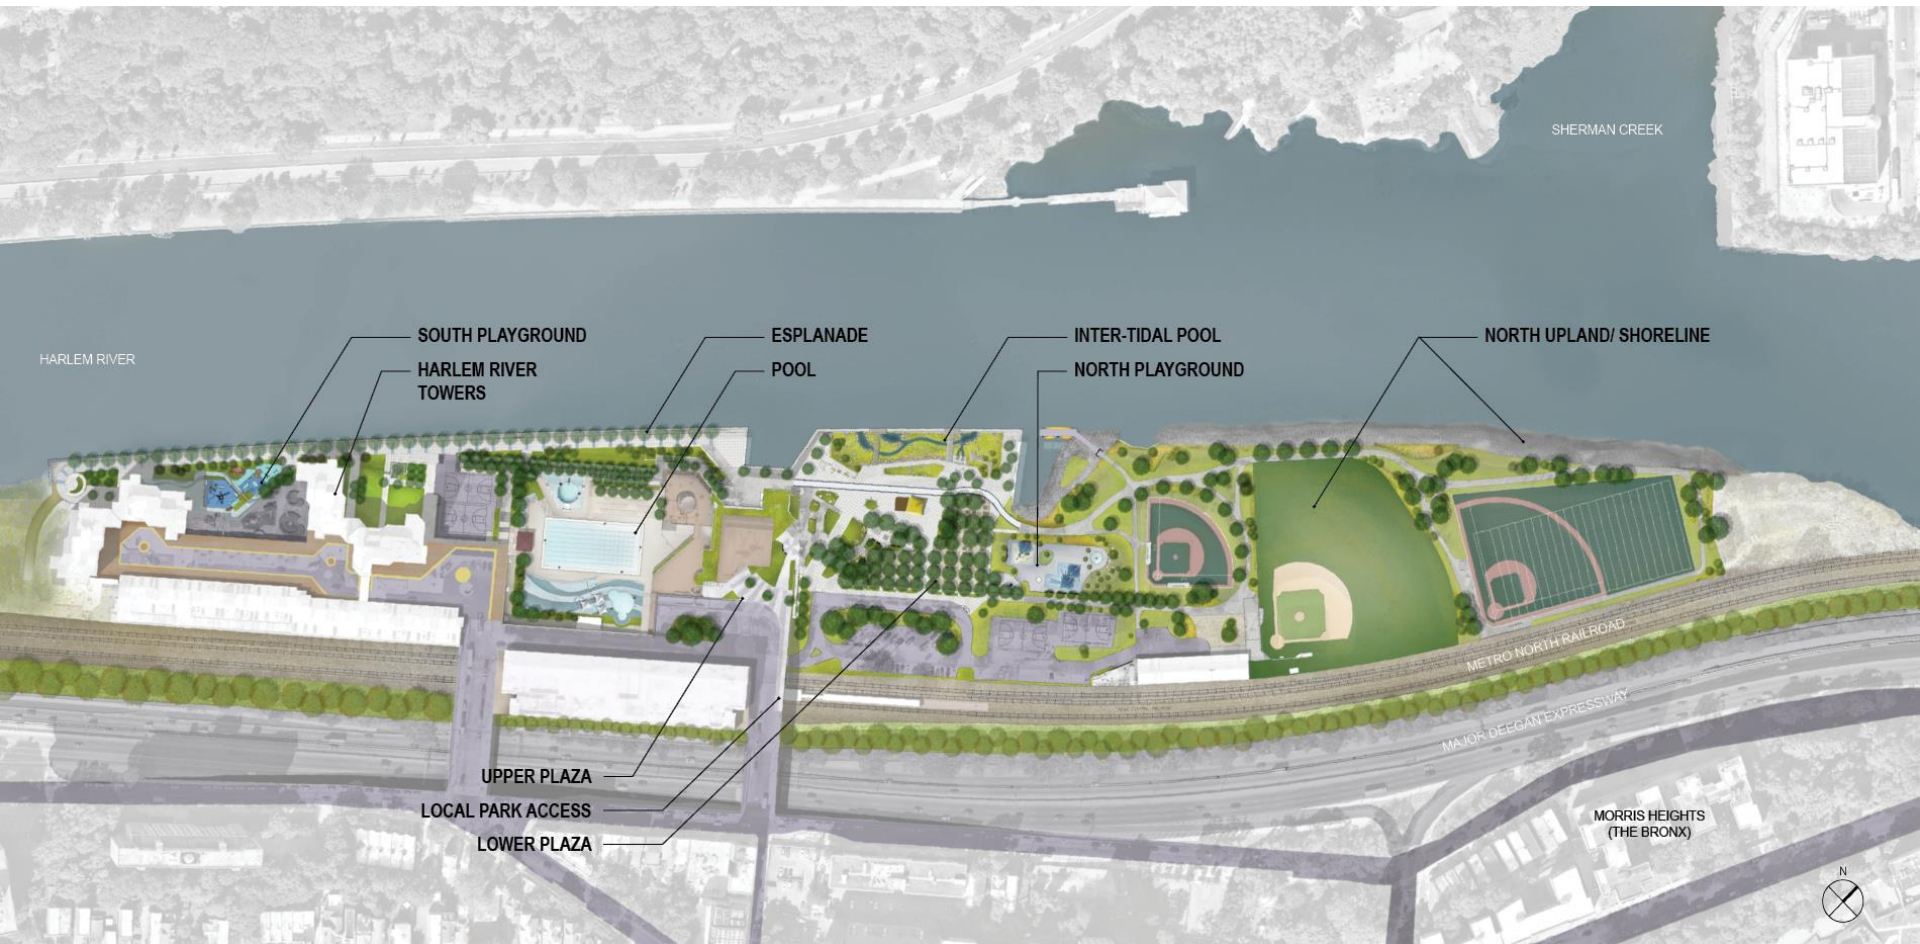 SHERMAN CREEK
HARLEM RIVER
SOUTH PLAYGROUND
HARLEM RIVER
TOWERS
ESPLANADE
POOL
INTER-TIDAL POOL
NORTH PLAYGROUND
NORTH UPLAND/ SHORELINE
METRO NORTH RAILROAD
MAJOR DEEGAN EXPRESSWAY
UPPER PLAZA
LOCAL PARK ACCESS
LOWER PLAZA
MORRIS HEIGHTS
(THE BRONX)
N